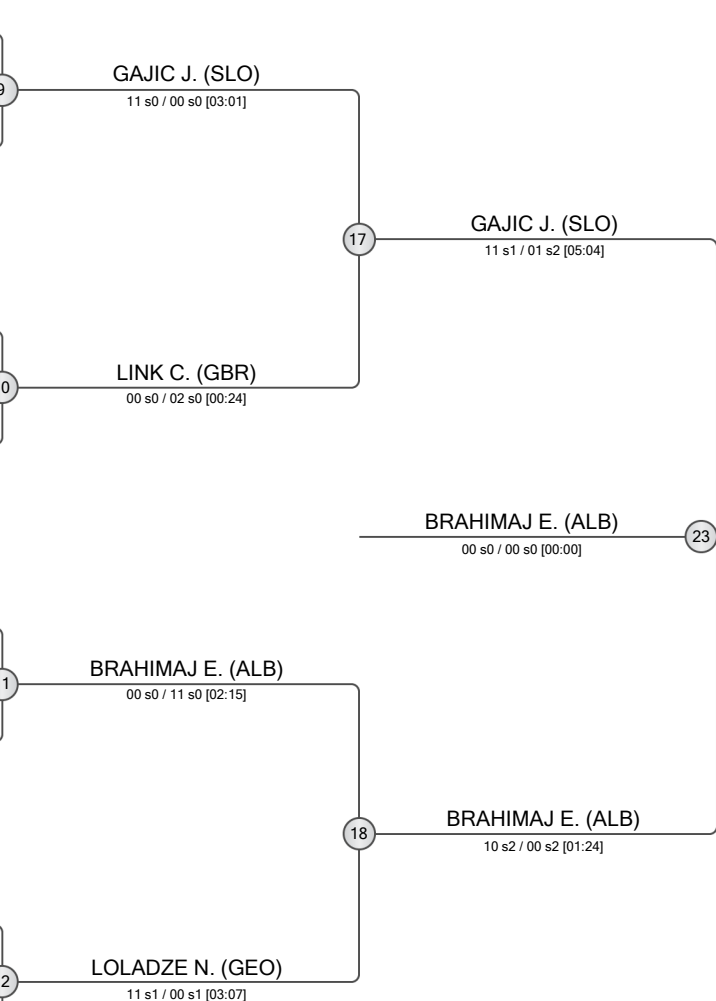 GAJIC J. (SLO)
11 s0 / 00 s0 [03:01]
GAJIC J. (SLO)
17
11 s1 / 01 s2 [05:04]
LINK C. (GBR)
00 s0 / 02 s0 [00:24]
BRAHIMAJ E. (ALB)
23
00 s0 / 00 s0 [00:00]
BRAHIMAJ E. (ALB)
00 s0 / 11 s0 [02:15]
BRAHIMAJ E. (ALB)
18
10 s2 / 00 s2 [01:24]
LOLADZE N. (GEO)
11 s1 / 00 s1 [03:07]